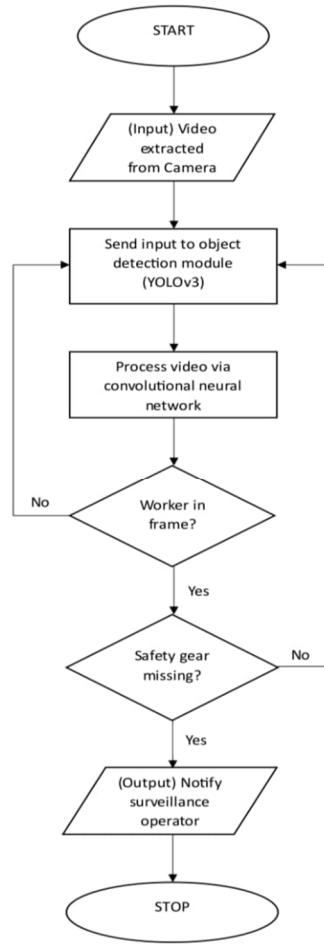 START
(Input) Video
extracted
from Camera
Send input to object
detection module
(YOLOv3)
Process video via
convolutional neural
network
Worker in
frame?
No
Yes
Safety gear
missing?
No
Yes
(Output) Notify
surveillance
operator
STOP